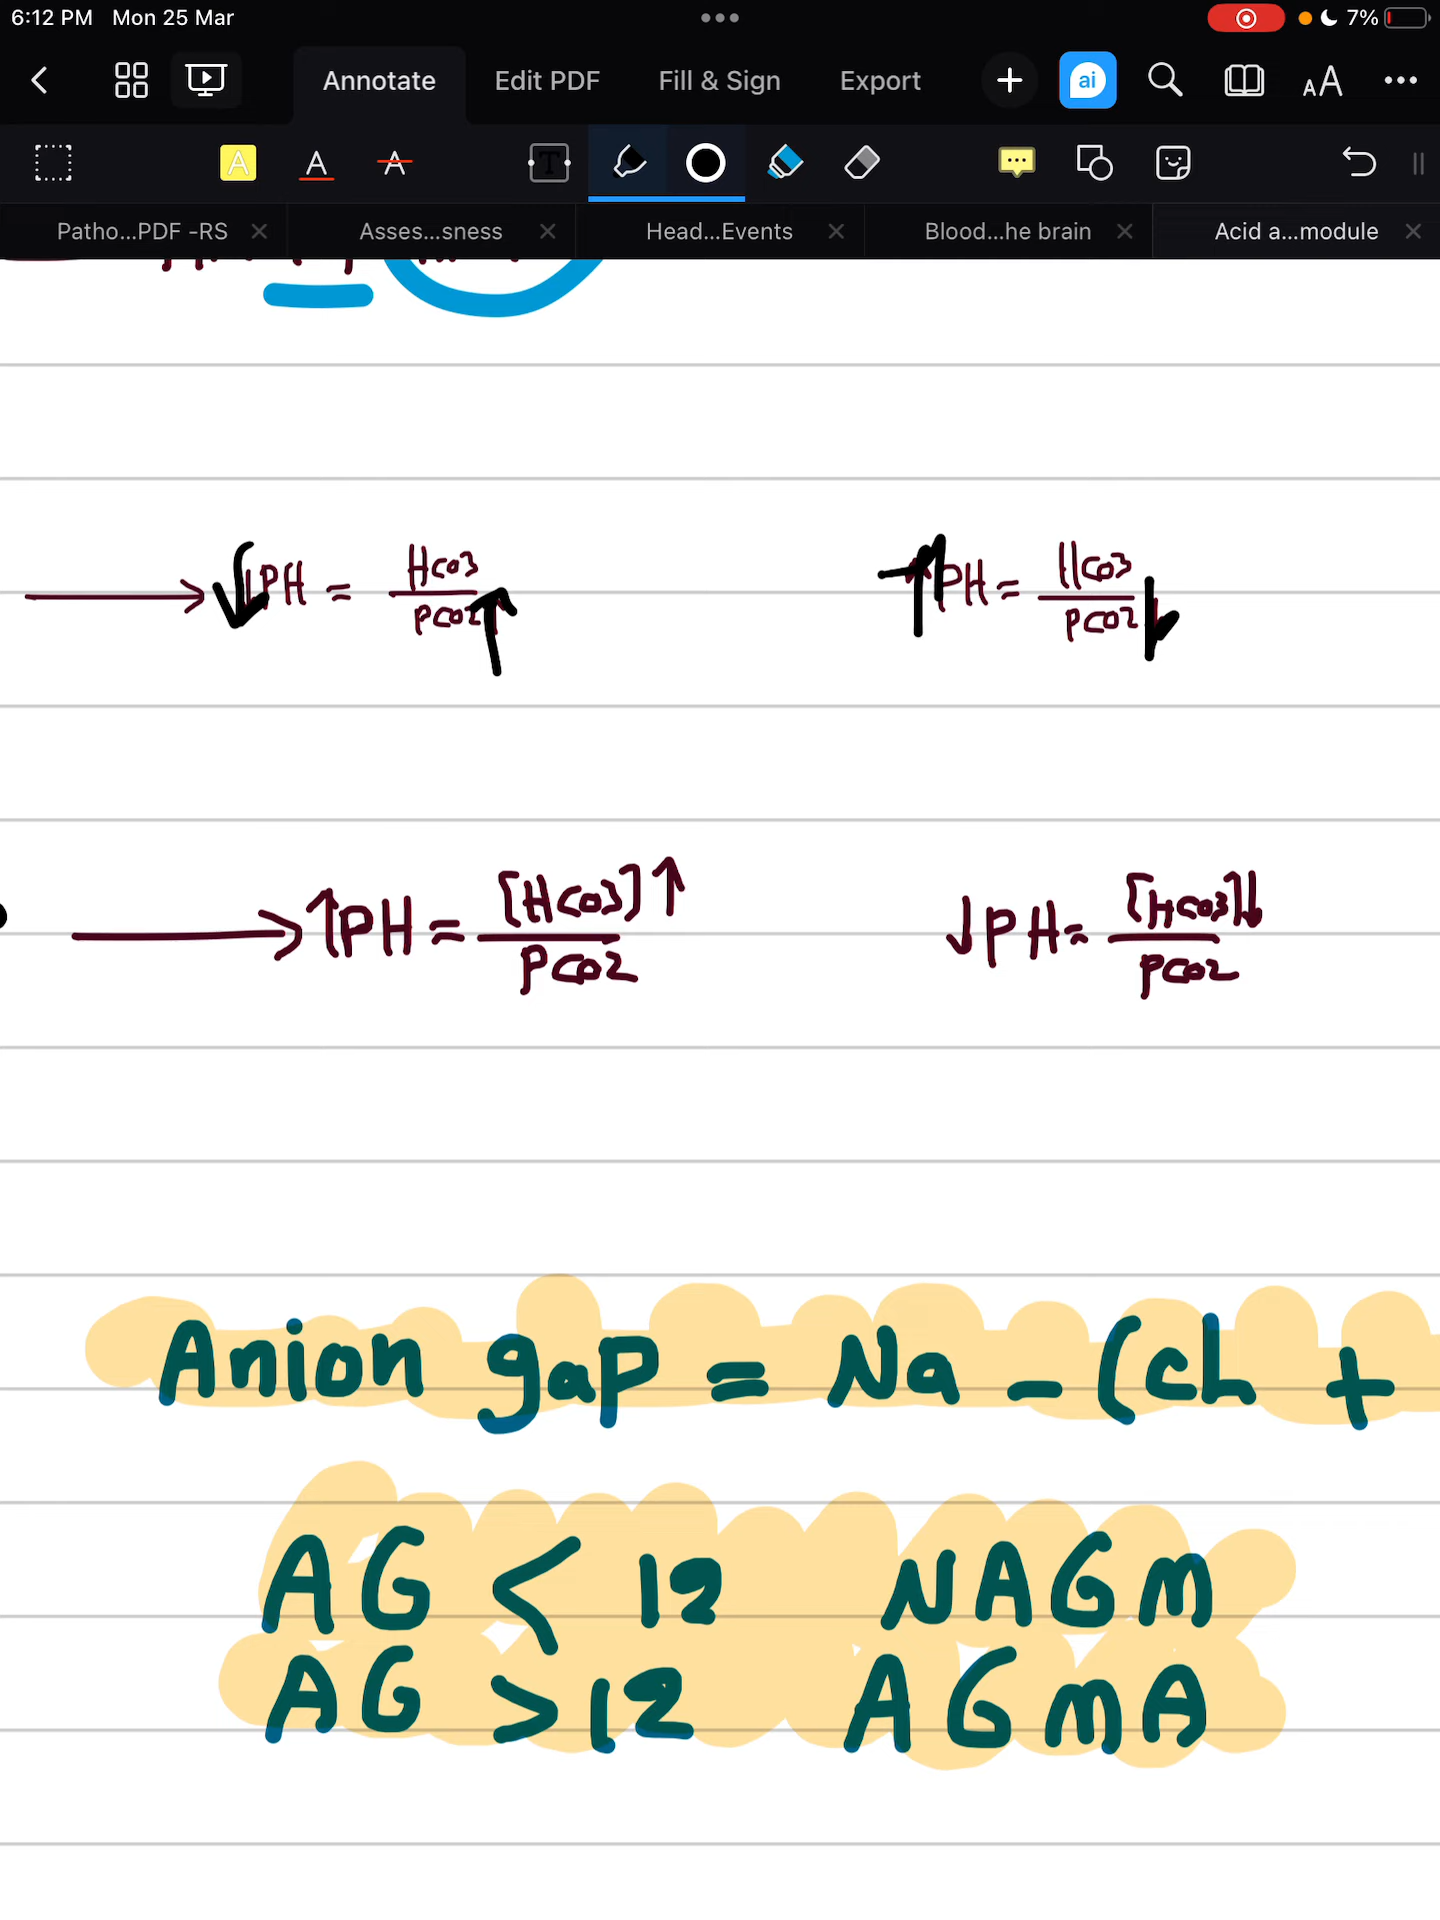 6:12 PM Mon 25 Mar 7%
Annotate Edit PDF Fill & Sign Export ai AA
A A A T
Patho...PDF -RS Asses...sness Head...Events Blood...he brain Acid a...module
↓PH = HCO3 / PCO2 ↑ ↑PH = HCO3 / PCO2 ↓
↑PH = [HCO3]↑ / PCO2 ↓PH = [HCO3]↓ / PCO2
Anion gap = Na - (ch +
AG < 12 NAGM
AG > 12 AGMA